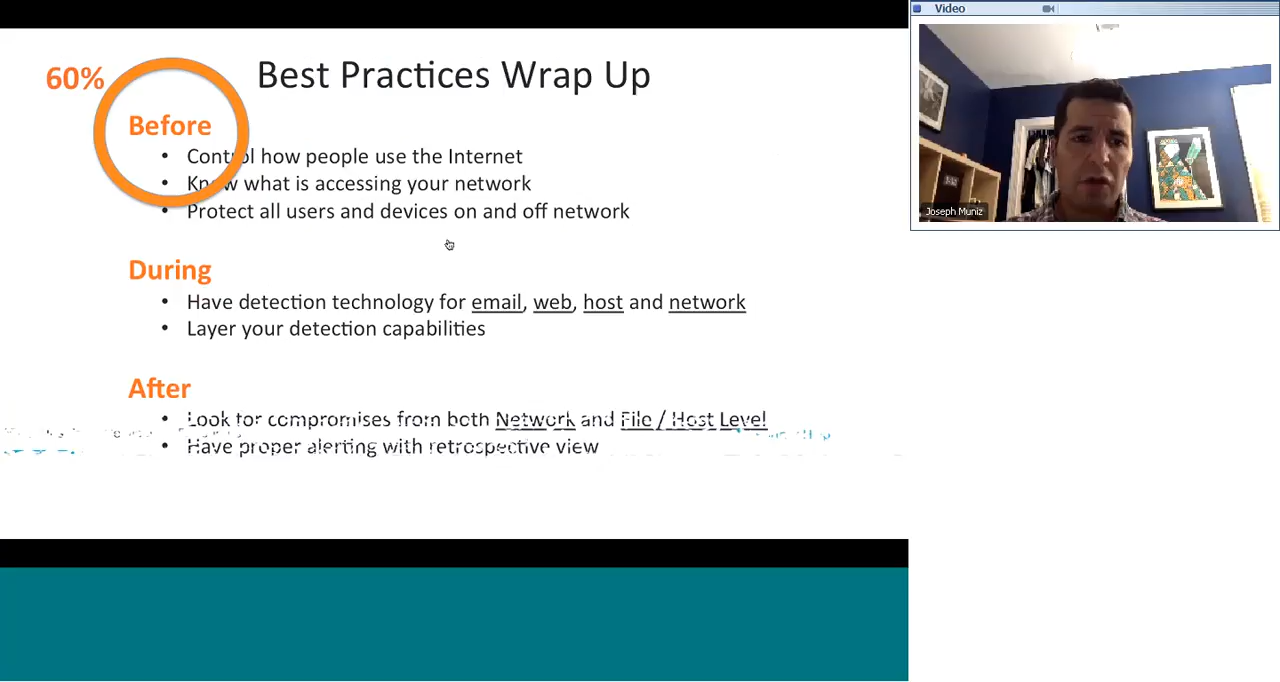 Video
60%
Best Practices Wrap Up
Before
• Control how people use the Internet
• Know what is accessing your network
• Protect all users and devices on and off network
During
• Have detection technology for email, web, host and network
• Layer your detection capabilities
After
• Look for compromises from both Network and File / Host Level
• Have proper alerting with retrospective view
Joseph Muniz